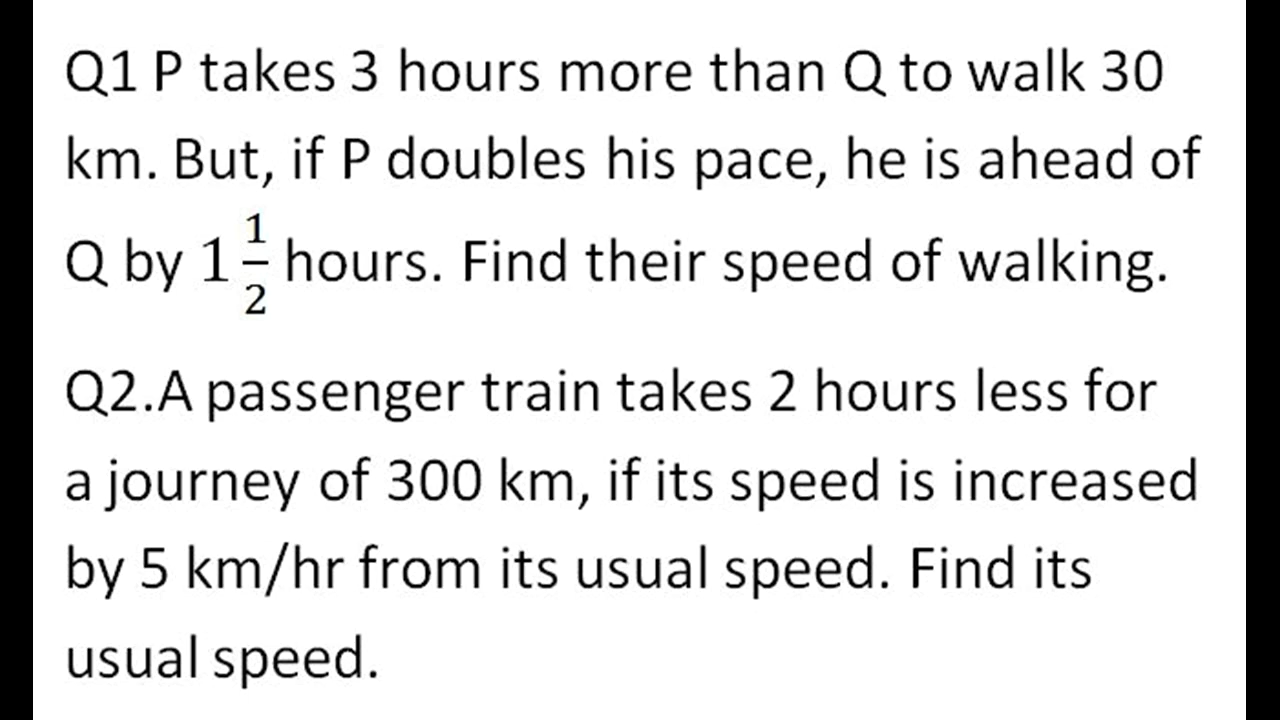 Q1 P takes 3 hours more than Q to walk 30
km. But, if P doubles his pace, he is ahead of
Q by 1 1/2 hours. Find their speed of walking.
Q2.A passenger train takes 2 hours less for
a journey of 300 km, if its speed is increased
by 5 km/hr from its usual speed. Find its
usual speed.